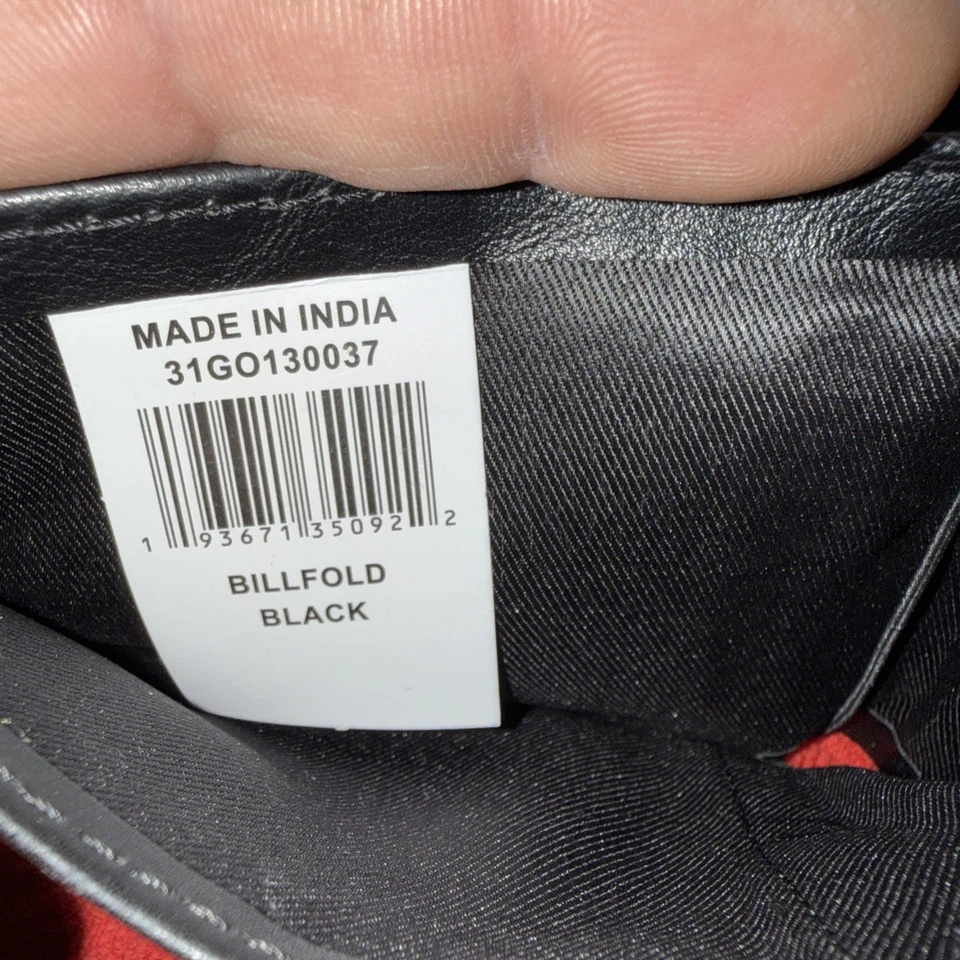 MADE IN INDIA
31GO130037
1 93671 35092 2
BILLFOLD
BLACK